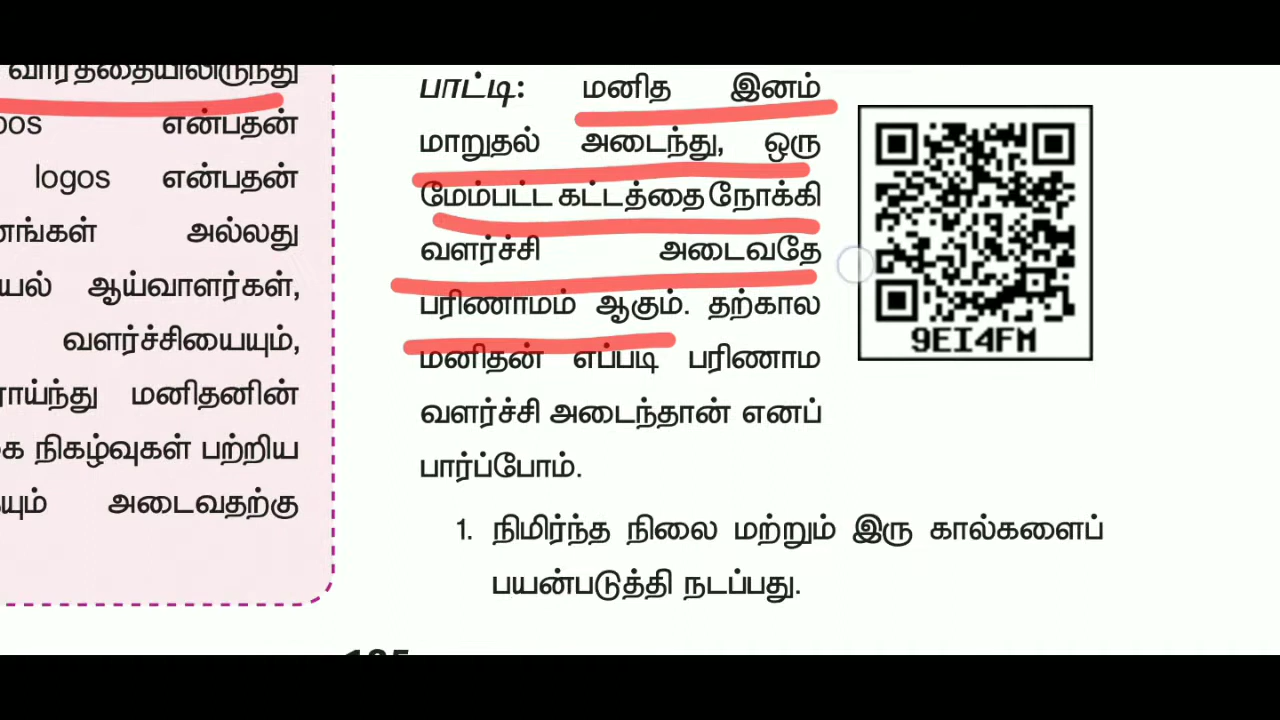 வார்த்தையிலிருந்து
என்பதன்
logos என்பதன்
அல்லது
ஆய்வாளர்கள்,
வளர்ச்சியையும்,
மனிதனின்
நிகழ்வுகள் பற்றிய
அடைவதற்கு
பாட்டி: மனித இனம்
மாறுதல் அடைந்து, ஒரு
மேம்பட்ட கட்டத்தை நோக்கி
வளர்ச்சி அடைவதே
பரிணாமம் ஆகும். தற்கால
மனிதன் எப்படி பரிணாம
வளர்ச்சி அடைந்தான் எனப்
பார்ப்போம்.
1. நிமிர்ந்த நிலை மற்றும் இரு கால்களைப்
பயன்படுத்தி நடப்பது.
9EI4FM